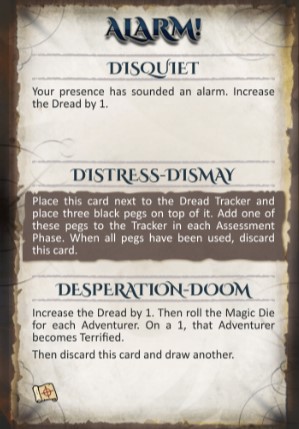 ALARM!
DISQUIET
Your presence has sounded an alarm. Increase
the Dread by 1.
DISTRESS-DISMAY
Place this card next to the Dread Tracker and
place three black pegs on top of it. Add one of
these pegs to the Tracker in each Assessment
Phase. When all pegs have been used, discard
this card.
DESPERATION-DOOM
Increase the Dread by 1. Then roll the Magic Die
for each Adventurer. On a 1, that Adventurer
becomes Terrified.
Then discard this card and draw another.